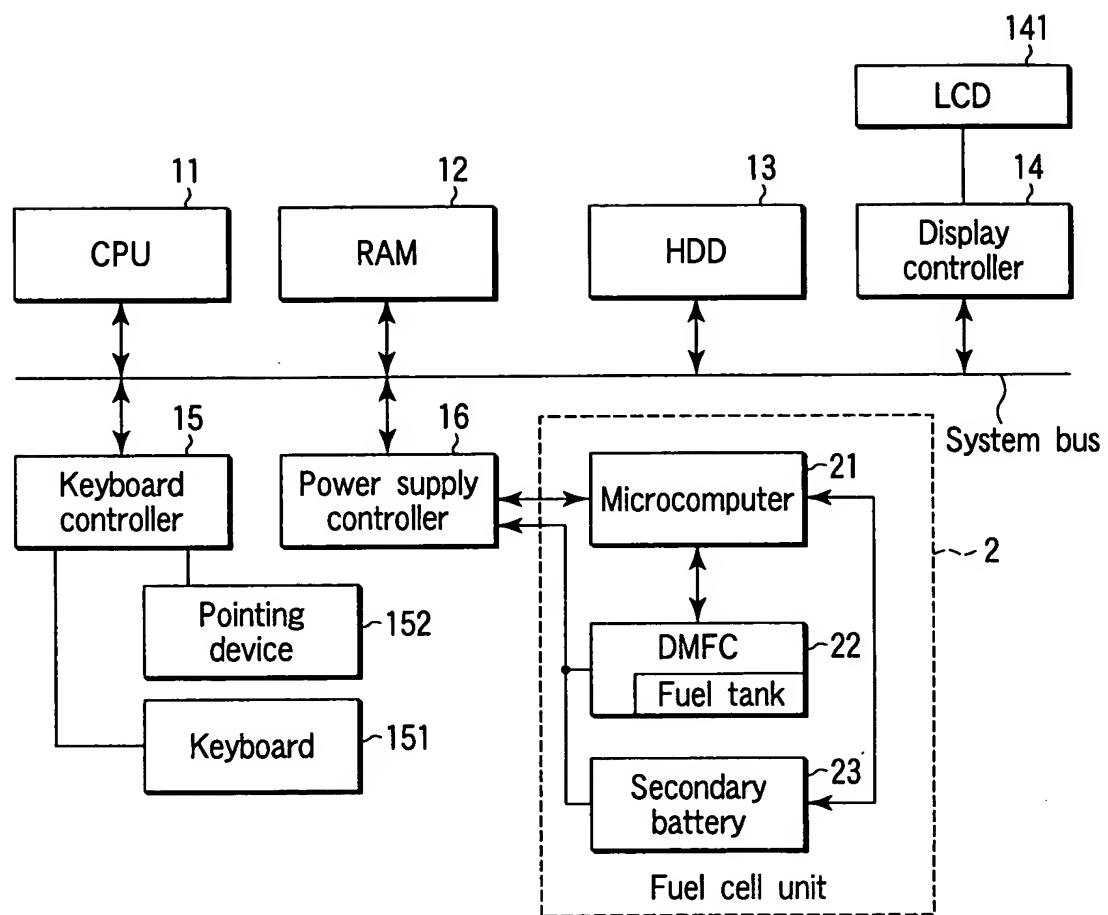 141
LCD
11
12
13
14
CPU
RAM
HDD
Display
controller
System bus
15
16
Keyboard
controller
Power supply
controller
21
Microcomputer
2
Pointing
device
152
DMFC
22
Fuel tank
Keyboard
151
Secondary
battery
23
Fuel cell unit